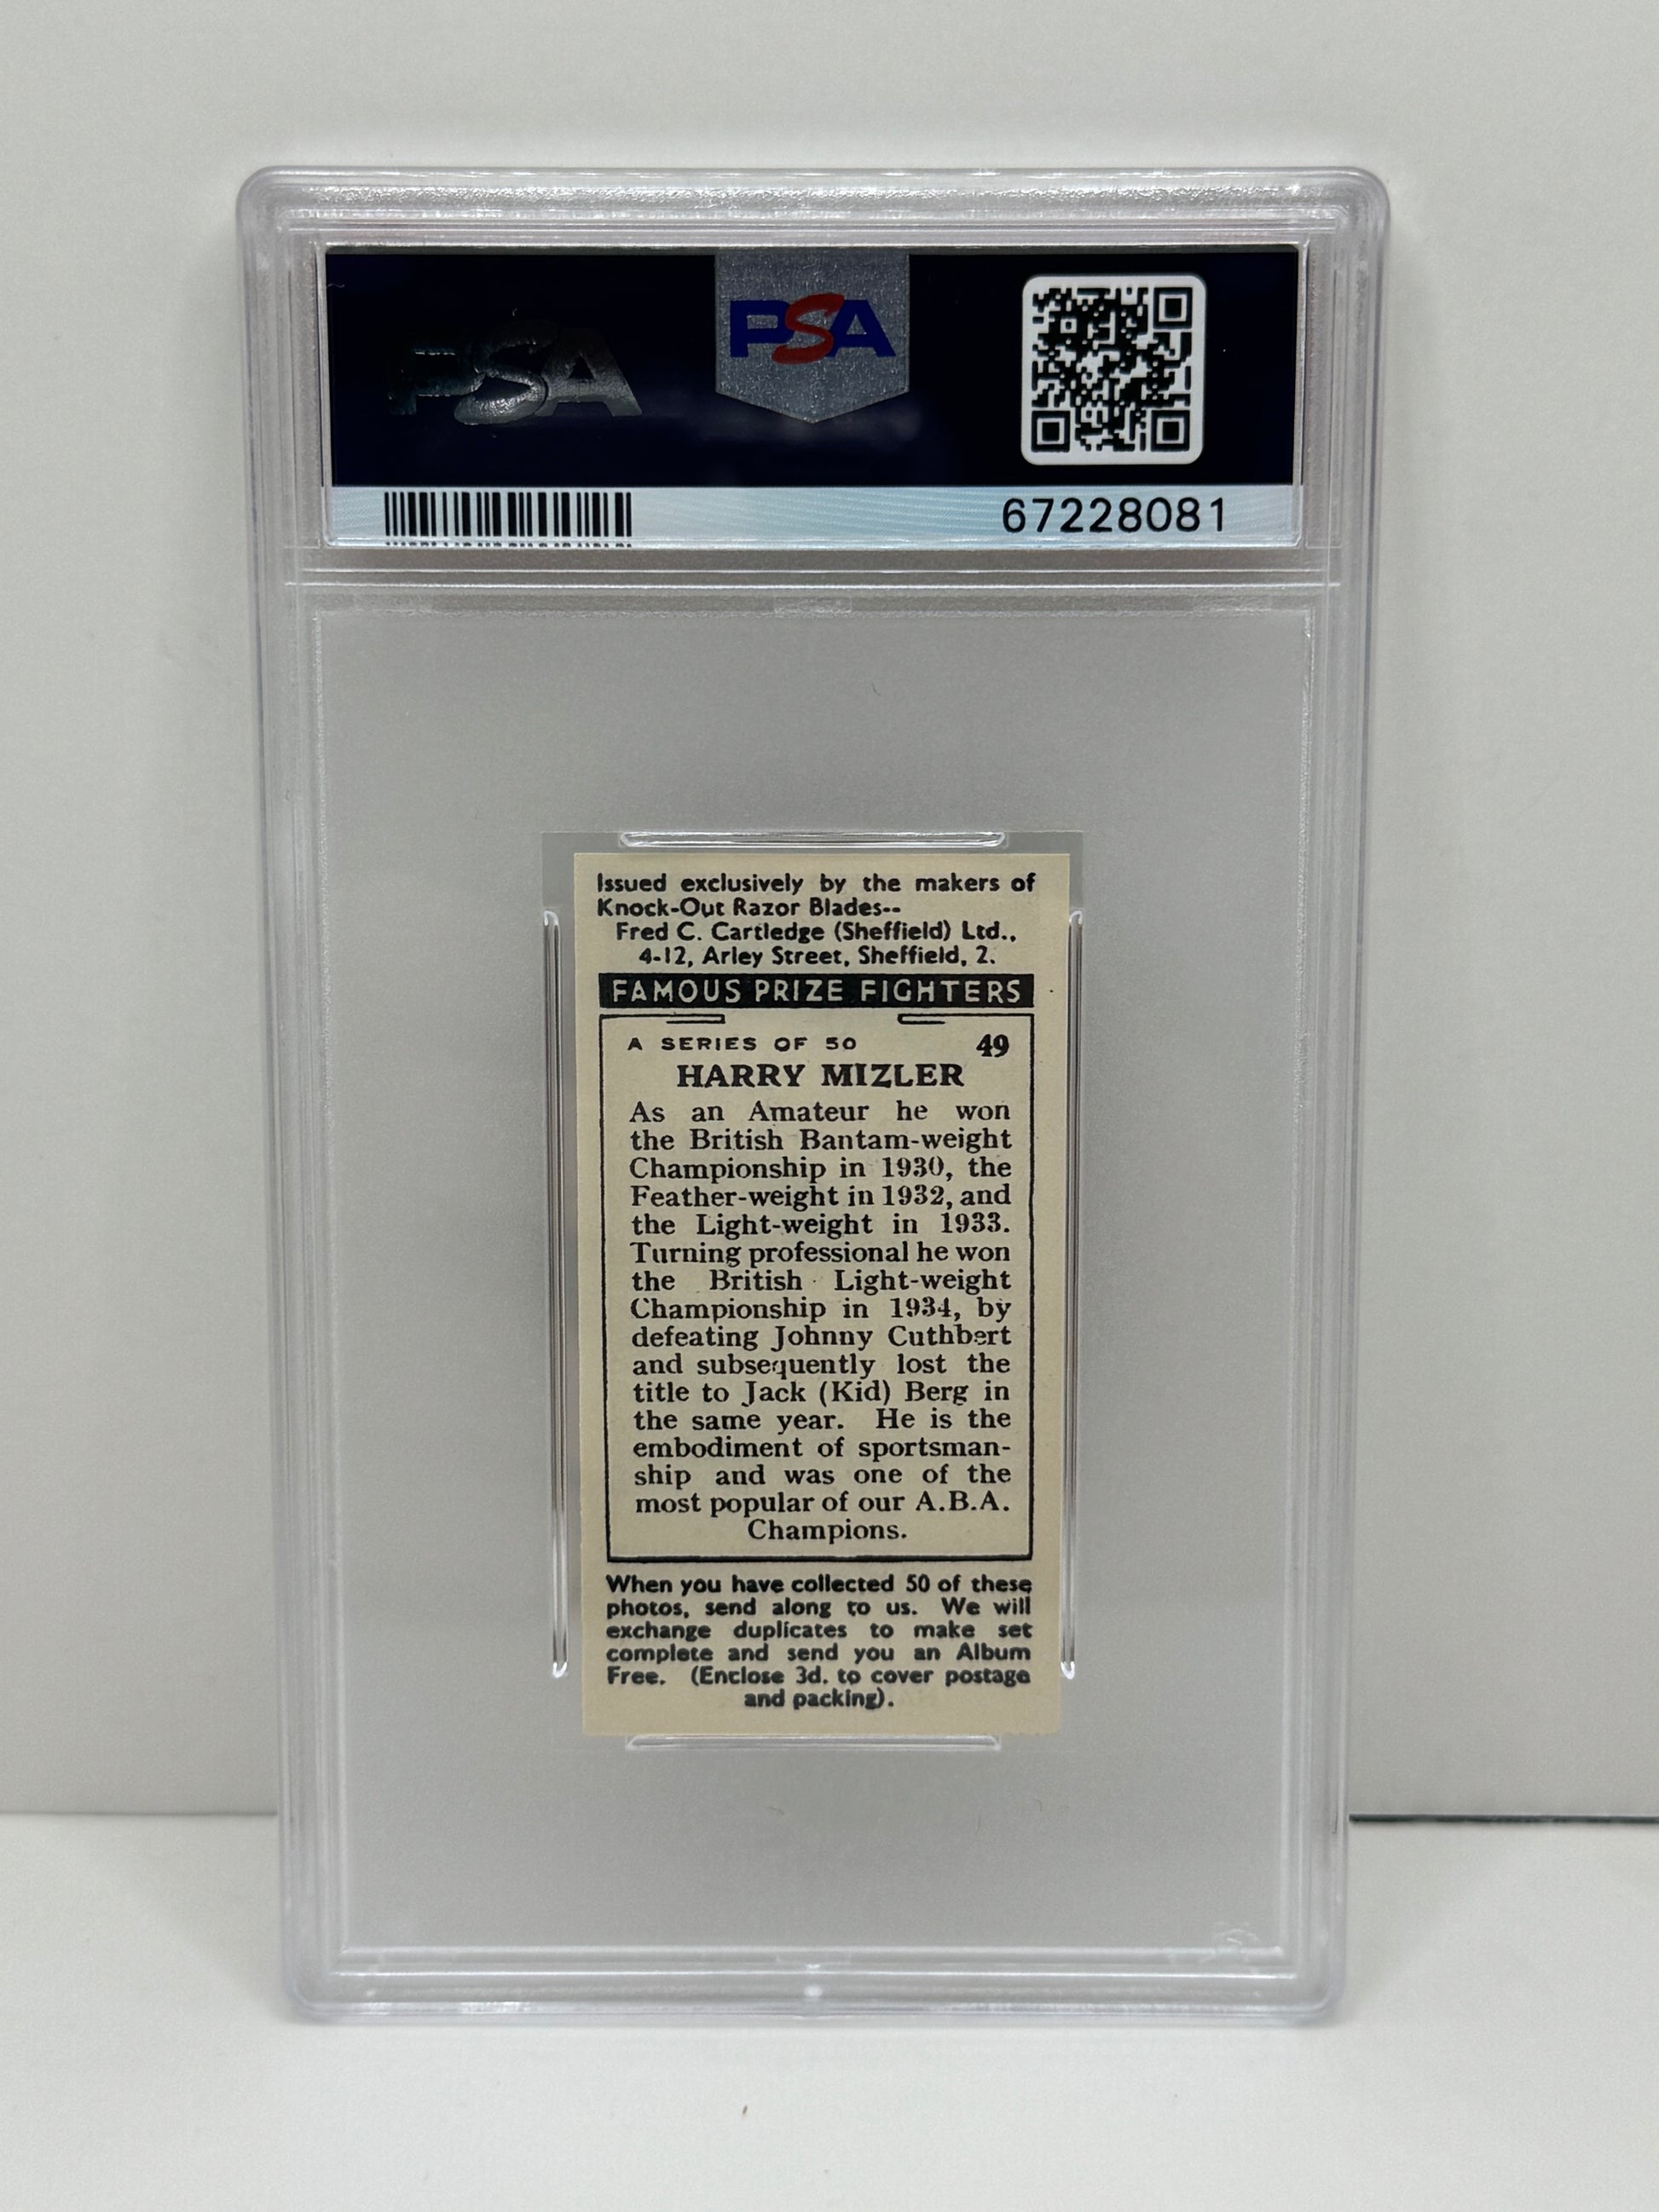 PSA
PSA
67228081
Issued exclusively by the makers of
Knock-Out Razor Blades--
Fred C. Cartledge (Sheffield) Ltd.,
4-12, Arley Street, Sheffield, 2.
FAMOUS PRIZE FIGHTERS
A SERIES OF 50 49
HARRY MIZLER
As an Amateur he won
the British Bantam-weight
Championship in 1930, the
Feather-weight in 1932, and
the Light-weight in 1933.
Turning professional he won
the British Light-weight
Championship in 1934, by
defeating Johnny Cuthbert
and subsequently lost the
title to Jack (Kid) Berg in
the same year. He is the
embodiment of sportsman-
ship and was one of the
most popular of our A.B.A.
Champions.
When you have collected 50 of these
photos, send along to us. We will
exchange duplicates to make set
complete and send you an Album
Free. (Enclose 3d. to cover postage
and packing).